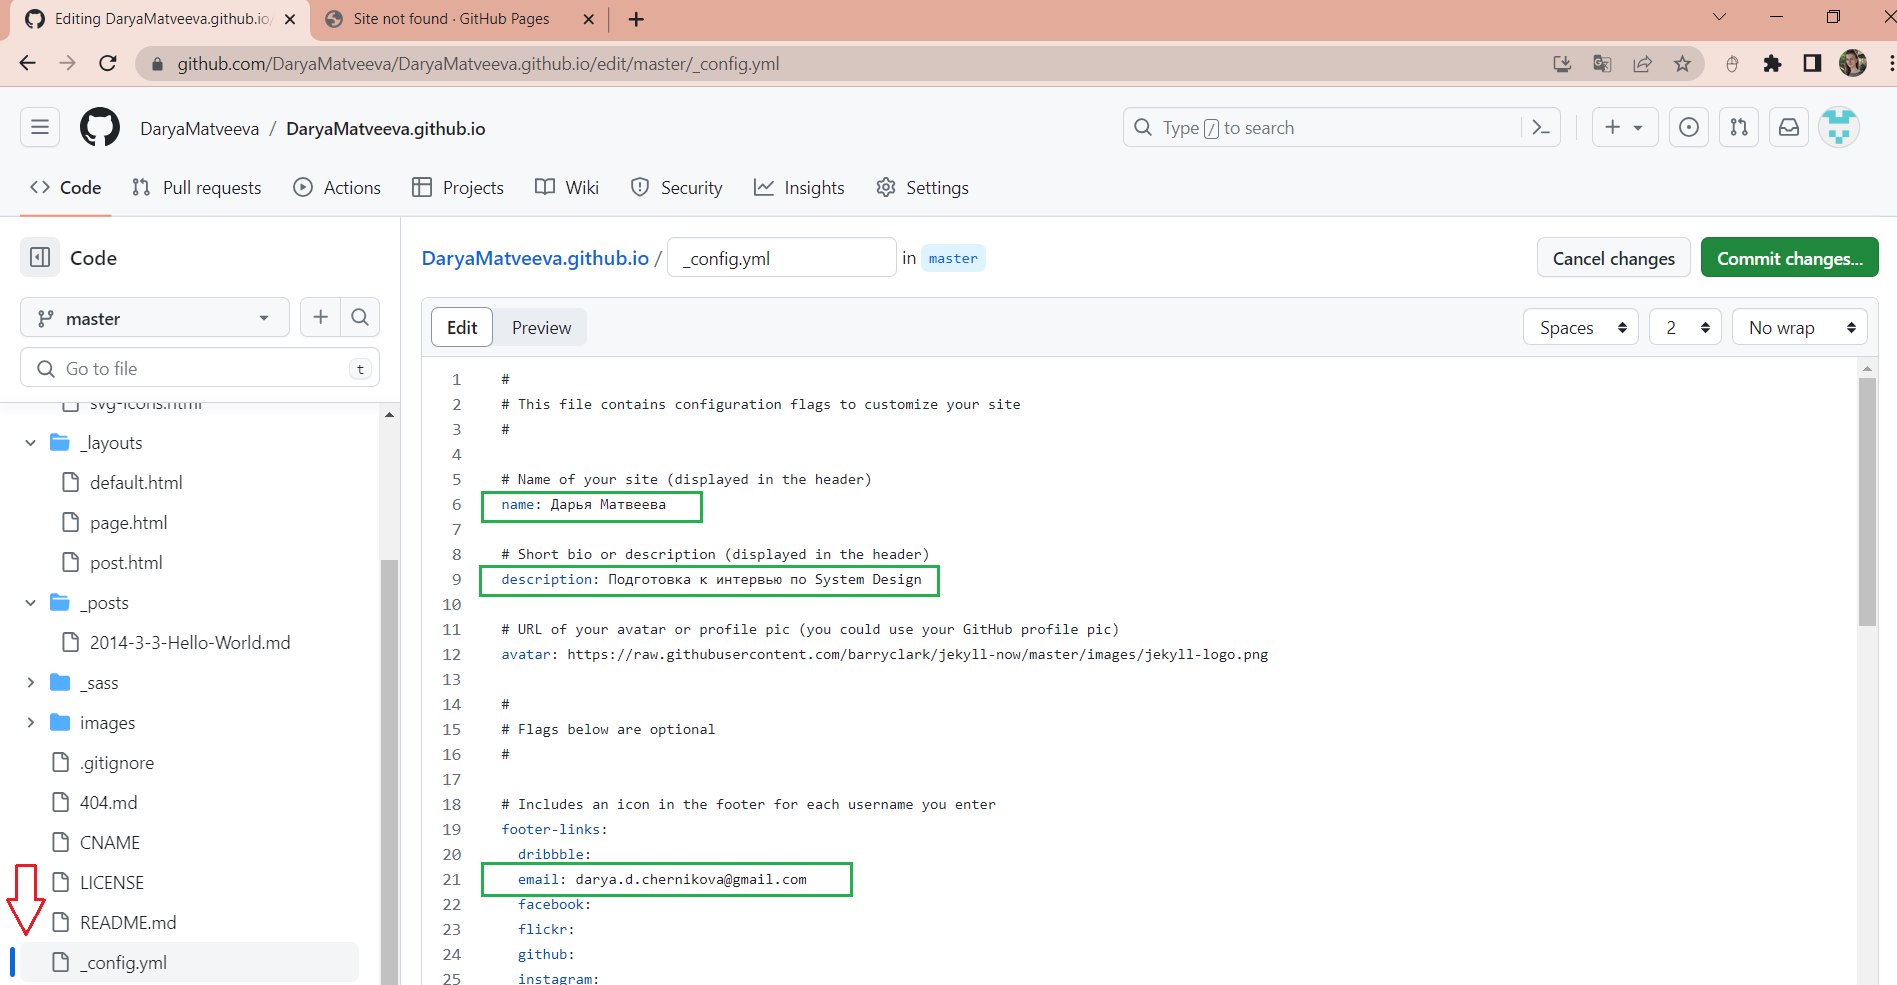 Editing DaryaMatveeva.github.io/
Site not found · GitHub Pages
github.com/DaryaMatveeva/DaryaMatveeva.github.io/edit/master/_config.yml
DaryaMatveeva / DaryaMatveeva.github.io
Type / to search
Code
Pull requests
Actions
Projects
Wiki
Security
Insights
Settings
Code
master
Go to file
t
svg-icons.html
_layouts
default.html
page.html
post.html
_posts
2014-3-3-Hello-World.md
_sass
images
.gitignore
404.md
CNAME
LICENSE
README.md
_config.yml
DaryaMatveeva.github.io / _config.yml in master
Cancel changes
Commit changes...
Edit
Preview
Spaces
2
No wrap
1 #
2 # This file contains configuration flags to customize your site
3 #
4
5 # Name of your site (displayed in the header)
6 name: Дарья Матвеева
7
8 # Short bio or description (displayed in the header)
9 description: Подготовка к интервью по System Design
10
11 # URL of your avatar or profile pic (you could use your GitHub profile pic)
12 avatar: https://raw.githubusercontent.com/barryclark/jekyll-now/master/images/jekyll-logo.png
13
14 #
15 # Flags below are optional
16 #
17
18 # Includes an icon in the footer for each username you enter
19 footer-links:
20 dribbble:
21 email: darya.d.chernikova@gmail.com
22 facebook:
23 flickr:
24 github:
25 instagram: